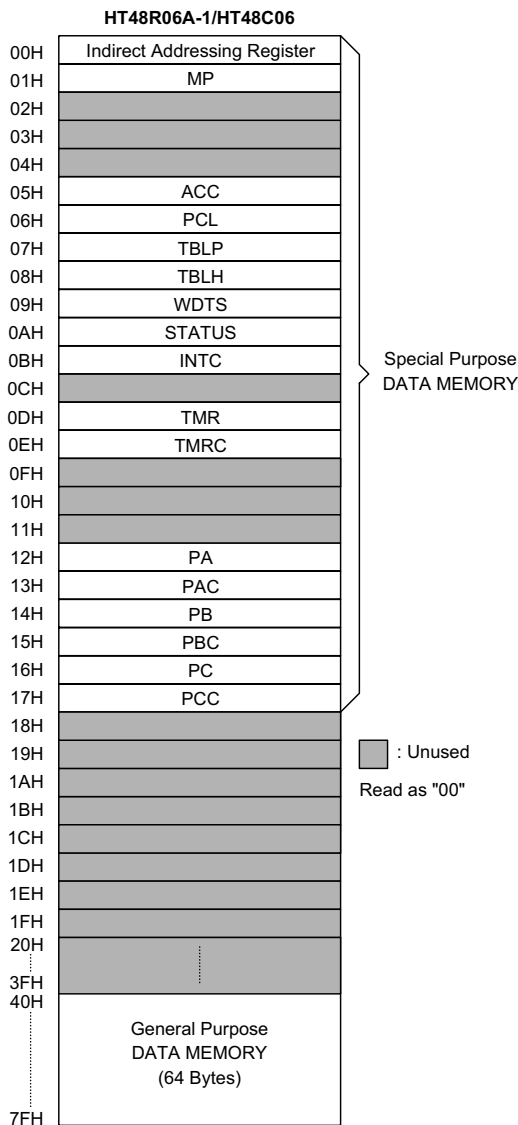 HT48R06A-1/HT48C06
00H Indirect Addressing Register
01H MP
02H
03H
04H
05H ACC
06H PCL
07H TBLP
08H TBLH
09H WDTS
0AH STATUS
0BH INTC
Special Purpose
0CH
DATA MEMORY
0DH TMR
0EH TMRC
0FH
10H
11H
12H PA
13H PAC
14H PB
15H PBC
16H PC
17H PCC
18H
19H : Unused
1AH
Read as "00"
1BH
1CH
1DH
1EH
1FH
20H
3FH
40H
General Purpose
DATA MEMORY
(64 Bytes)
7FH